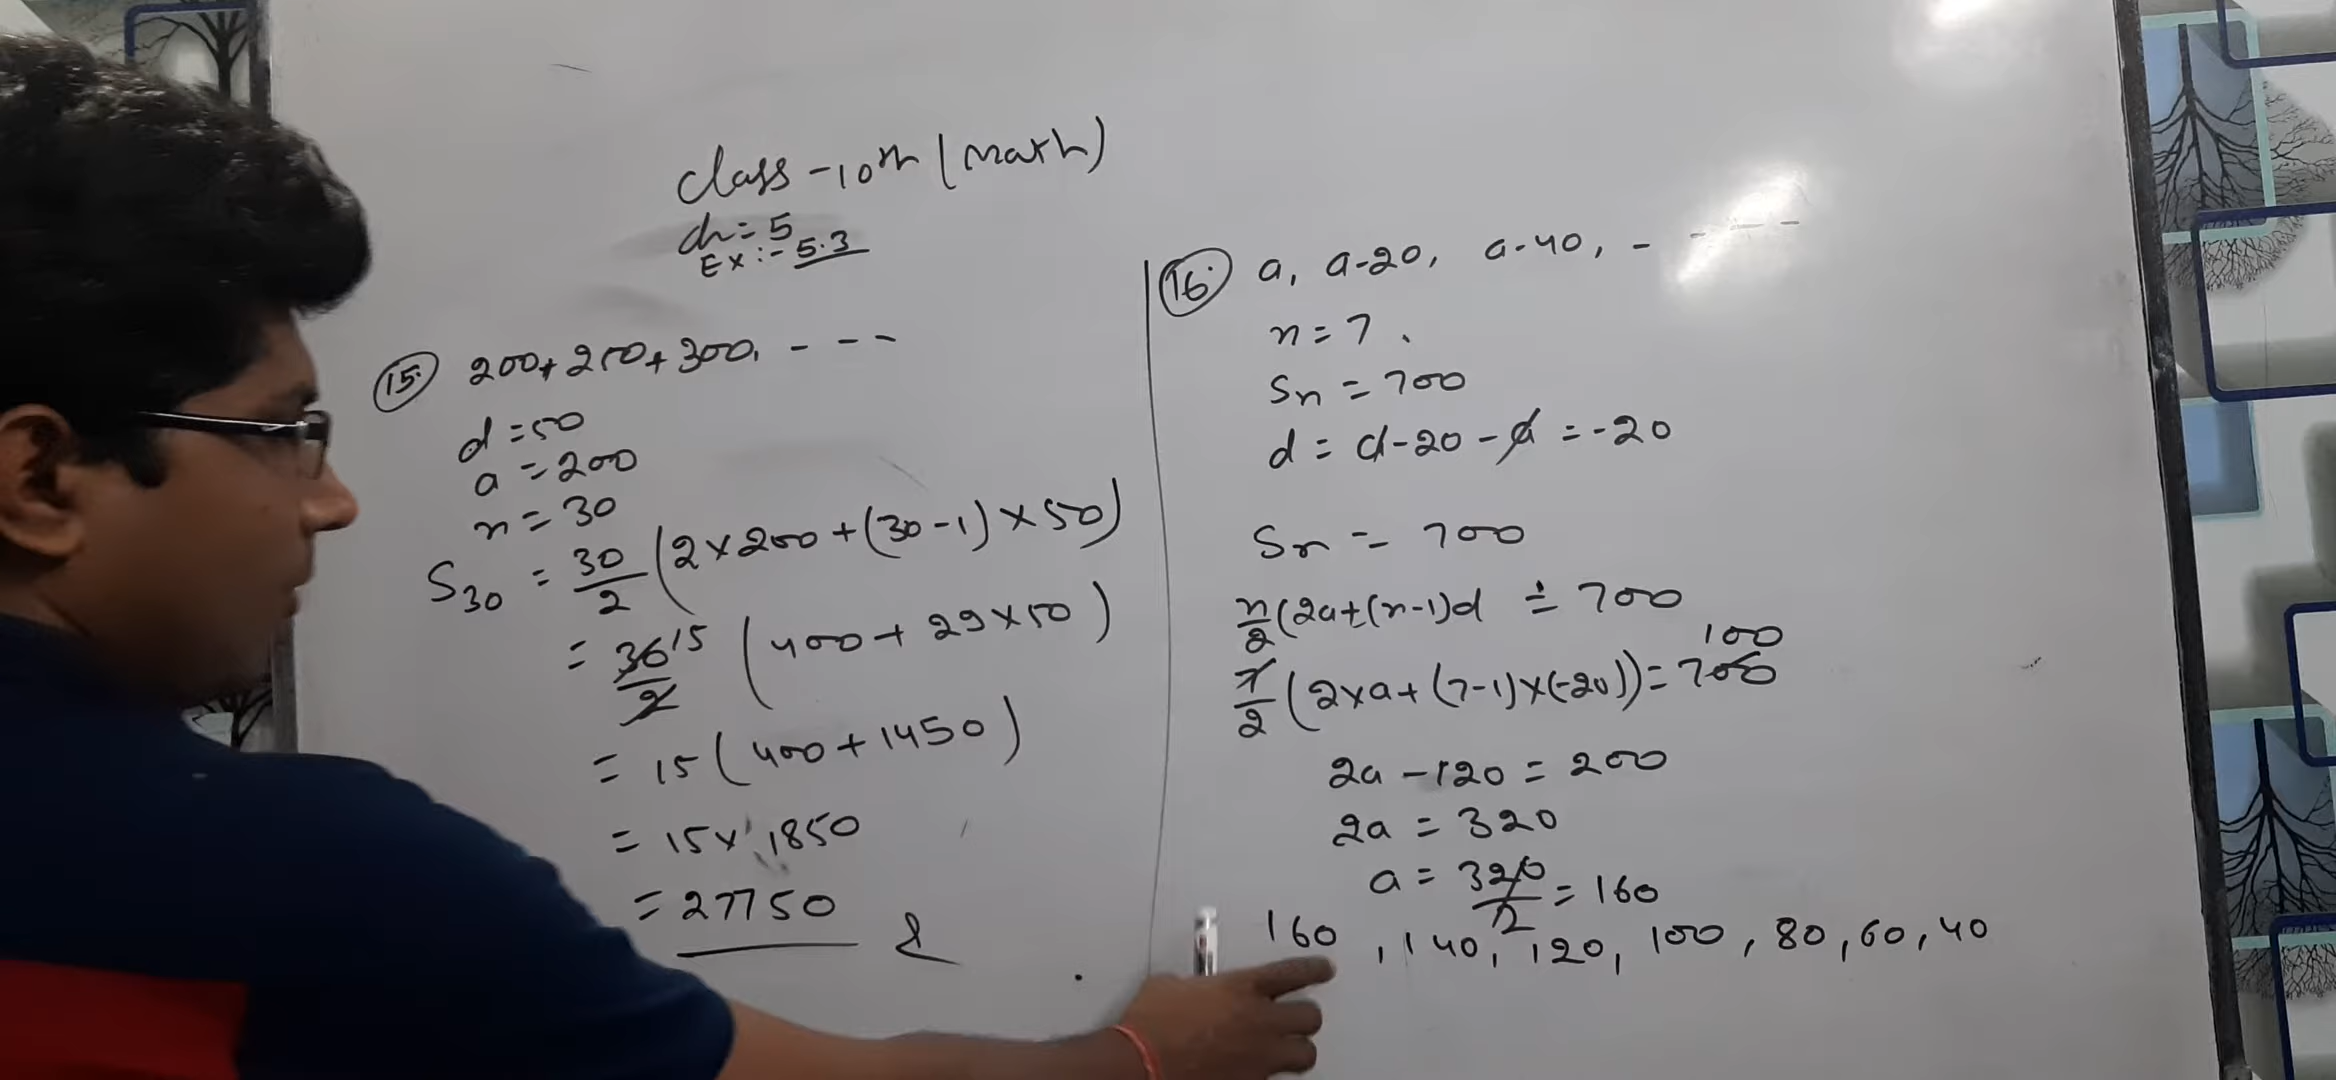 class-10th (math)
ch=5
Ex:- 5.3
15. 200+250+300, - - -
d=50
a=200
n=30
S30 = 30/2 (2×200+(30-1)×50)
= 30/2 15 (400+29×50)
= 15(400+1450)
= 15×1850
= 27750
16. a, a-20, a-40, - - - - -
n=7.
Sn = 700
d = a-20-a = -20
Sn = 700
n/2(2a+(n-1)d = 700
7/2(2×a+(7-1)×(-20))=700 100
2a-120=200
2a=320
a=320/2=160
160, 140, 120, 100, 80, 60, 40